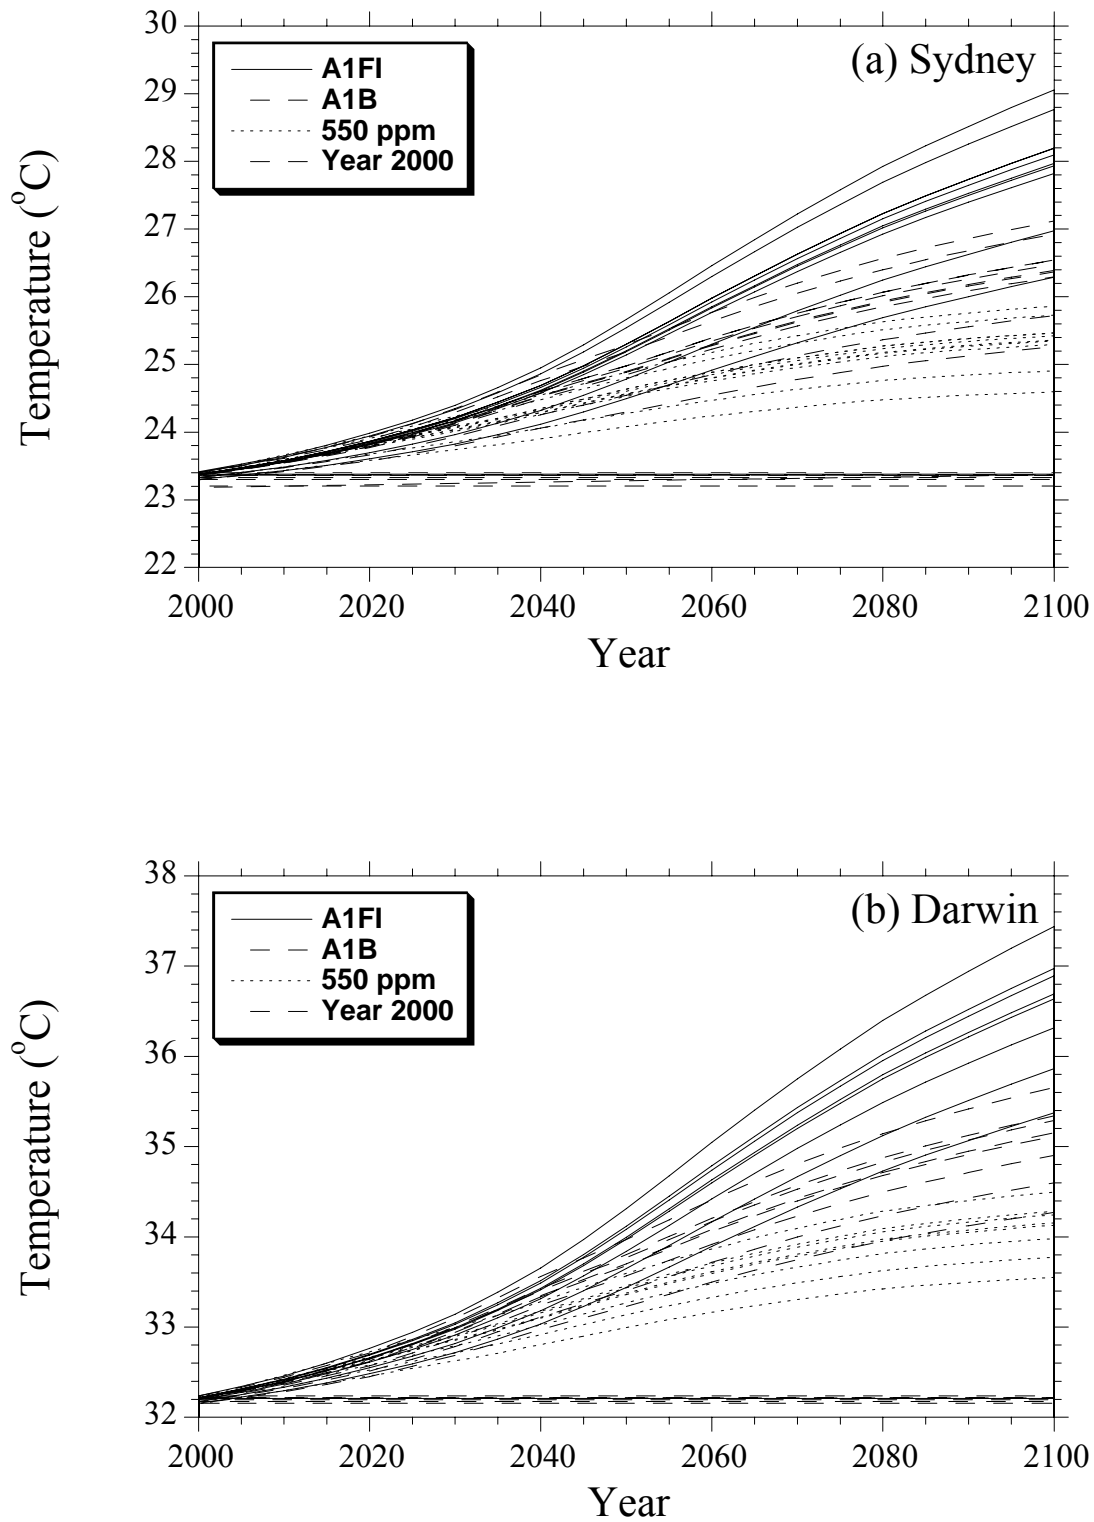 30
29
28
27
26
25
24
23
22
Temperature (°C)
(a) Sydney
A1FI
A1B
550 ppm
Year 2000
2000 2020 2040 2060 2080 2100
Year
38
37
36
35
34
33
32
Temperature (°C)
(b) Darwin
A1FI
A1B
550 ppm
Year 2000
2000 2020 2040 2060 2080 2100
Year